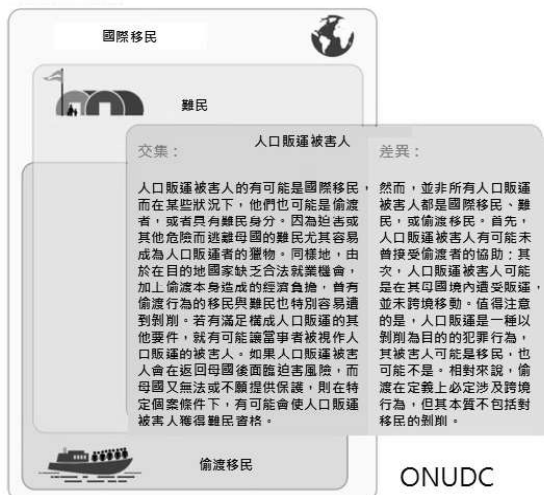 國際移民
難民
人口販運被害人
交集：
人口販運被害人的有可能是國際移民，
而在某些狀況下，他們也可能是偷渡
者，或者具有難民身分。因為迫害或
其他危險而逃離母國的難民尤其容易
成為人口販運者的獵物。同樣地，由
於在目的地國家缺乏合法就業機會，
加上偷渡本身造成的經濟負擔，曾有
偷渡行為的移民與難民也特別容易遭
到剝削。若有滿足構成人口販運的其
他要件，就有可能讓當事者被視作人
口販運的被害人。如果人口販運被害
人會在返回母國後面臨迫害風險，而
母國又無法或不願提供保護，則在特
定個案條件下，有可能會使人口販運
被害人獲得難民資格。
差異：
然而，並非所有人口販運
被害人都是國際移民、難
民，或偷渡移民。首先，
人口販運被害人有可能未
曾接受偷渡者的協助；其
次，人口販運被害人可能
是在其母國境內遭受販運，
並未跨境移動。值得注意
的是，人口販運是一種以
剝削為目的的犯罪行為，
其被害人可能是移民，也
可能不是。相對來說，偷
渡在定義上必定涉及跨境
行為，但其本質不包括對
移民的剝削。
偷渡移民
ONUDC